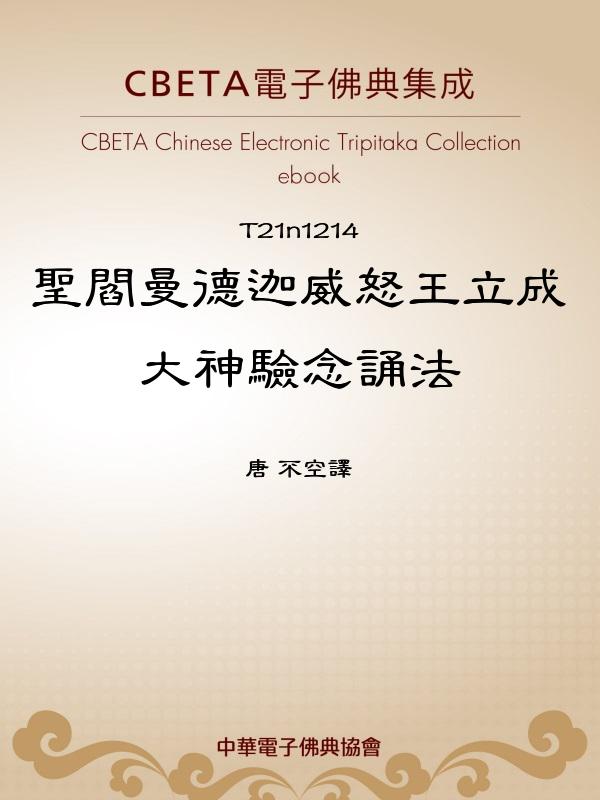 CBETA電子佛典集成
CBETA Chinese Electronic Tripitaka Collection
ebook
T21n1214
聖閻曼德迦威怒王立成
大神驗念誦法
唐 不空譯
中華電子佛典協會